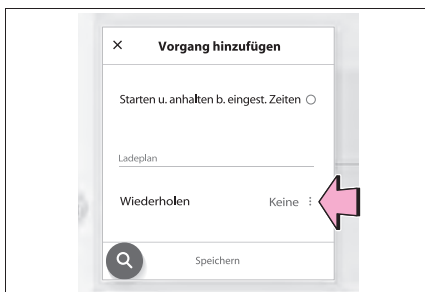 Vorgang hinzufügen
Starten u. anhalten b. eingest. Zeiten
Ladeplan
Wiederholen Keine
Speichern